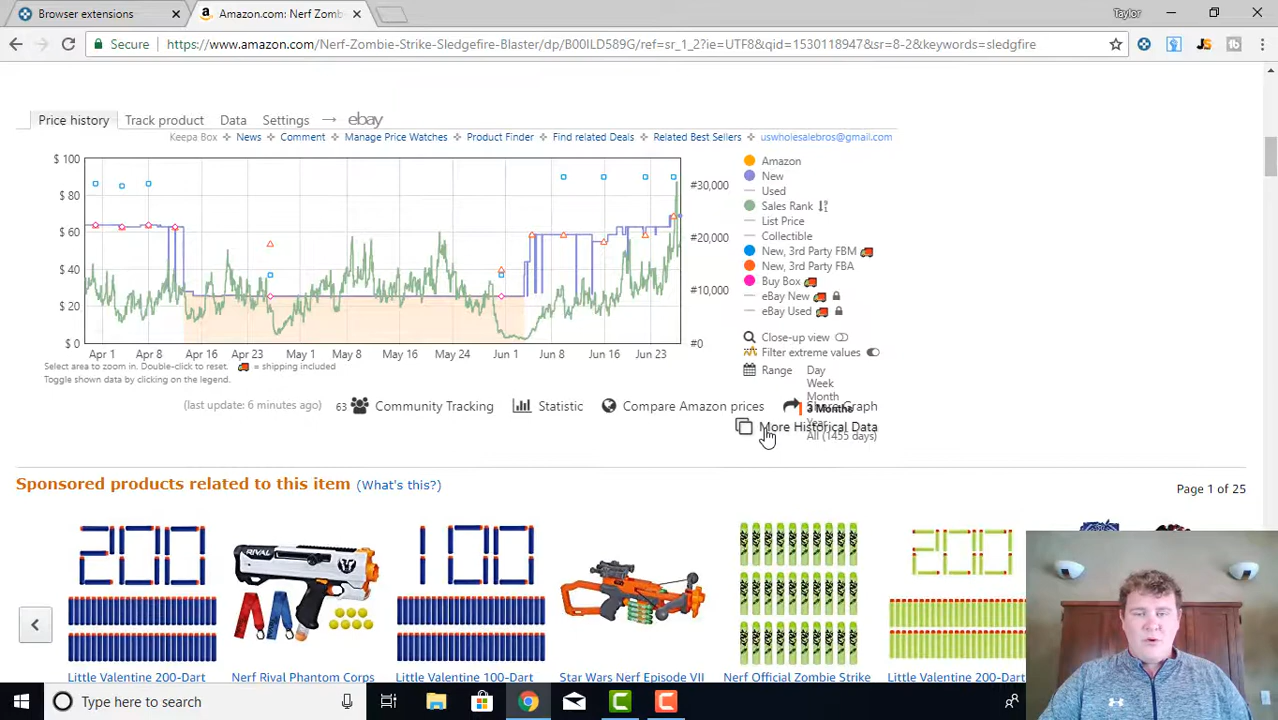 Browser extensions
Amazon.com: Nerf Zomb
Taylor
Secure
https://www.amazon.com/Nerf-Zombie-Strike-Sledgefire-Blaster/dp/B00ILD589G/ref=sr_1_2?ie=UTF8&qid=1530118947&sr=8-2&keywords=sledgfire
Price history Track product Data Settings → ebay
Keepa Box News Comment Manage Price Watches Product Finder Find related Deals Related Best Sellers uswholesalebros@gmail.com
$ 100
$ 80
$ 60
$ 40
$ 20
$ 0
#30,000
#20,000
#10,000
#0
Apr 1 Apr 8 Apr 16 Apr 23 May 1 May 8 May 16 May 24 Jun 1 Jun 8 Jun 16 Jun 23
Amazon
New
Used
Sales Rank
List Price
Collectible
New, 3rd Party FBM
New, 3rd Party FBA
Buy Box
eBay New
eBay Used
Close-up view
Filter extreme values
Range Day
Week
Month
3 Months
Year
All (1455 days)
Select area to zoom in. Double-click to reset. = shipping included
Toggle shown data by clicking on the legend.
(last update: 6 minutes ago) 63 Community Tracking Statistic Compare Amazon prices Share Graph
More Historical Data
Sponsored products related to this item (What's this?)
Page 1 of 25
Little Valentine 200-Dart
Nerf Rival Phantom Corps
Little Valentine 100-Dart
Star Wars Nerf Episode VII
Nerf Official Zombie Strike
Little Valentine 200-Dart
Type here to search